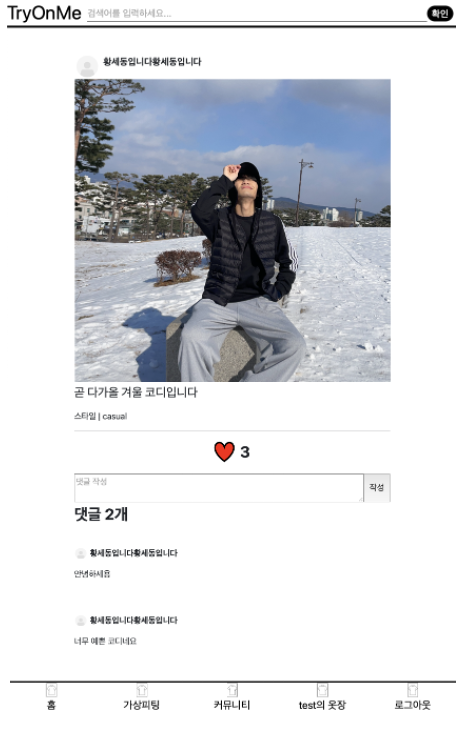 TryOnMe 검색어를 입력하세요... 확인
황세동입니다황세동입니다
곧 다가올 겨울 코디입니다
스타일 | casual
3
댓글 작성 작성
댓글 2개
황세동입니다황세동입니다
안녕하세욤
황세동입니다황세동입니다
너무 예쁜 코디네요
홈 가상피팅 커뮤니티 test의 옷장 로그아웃